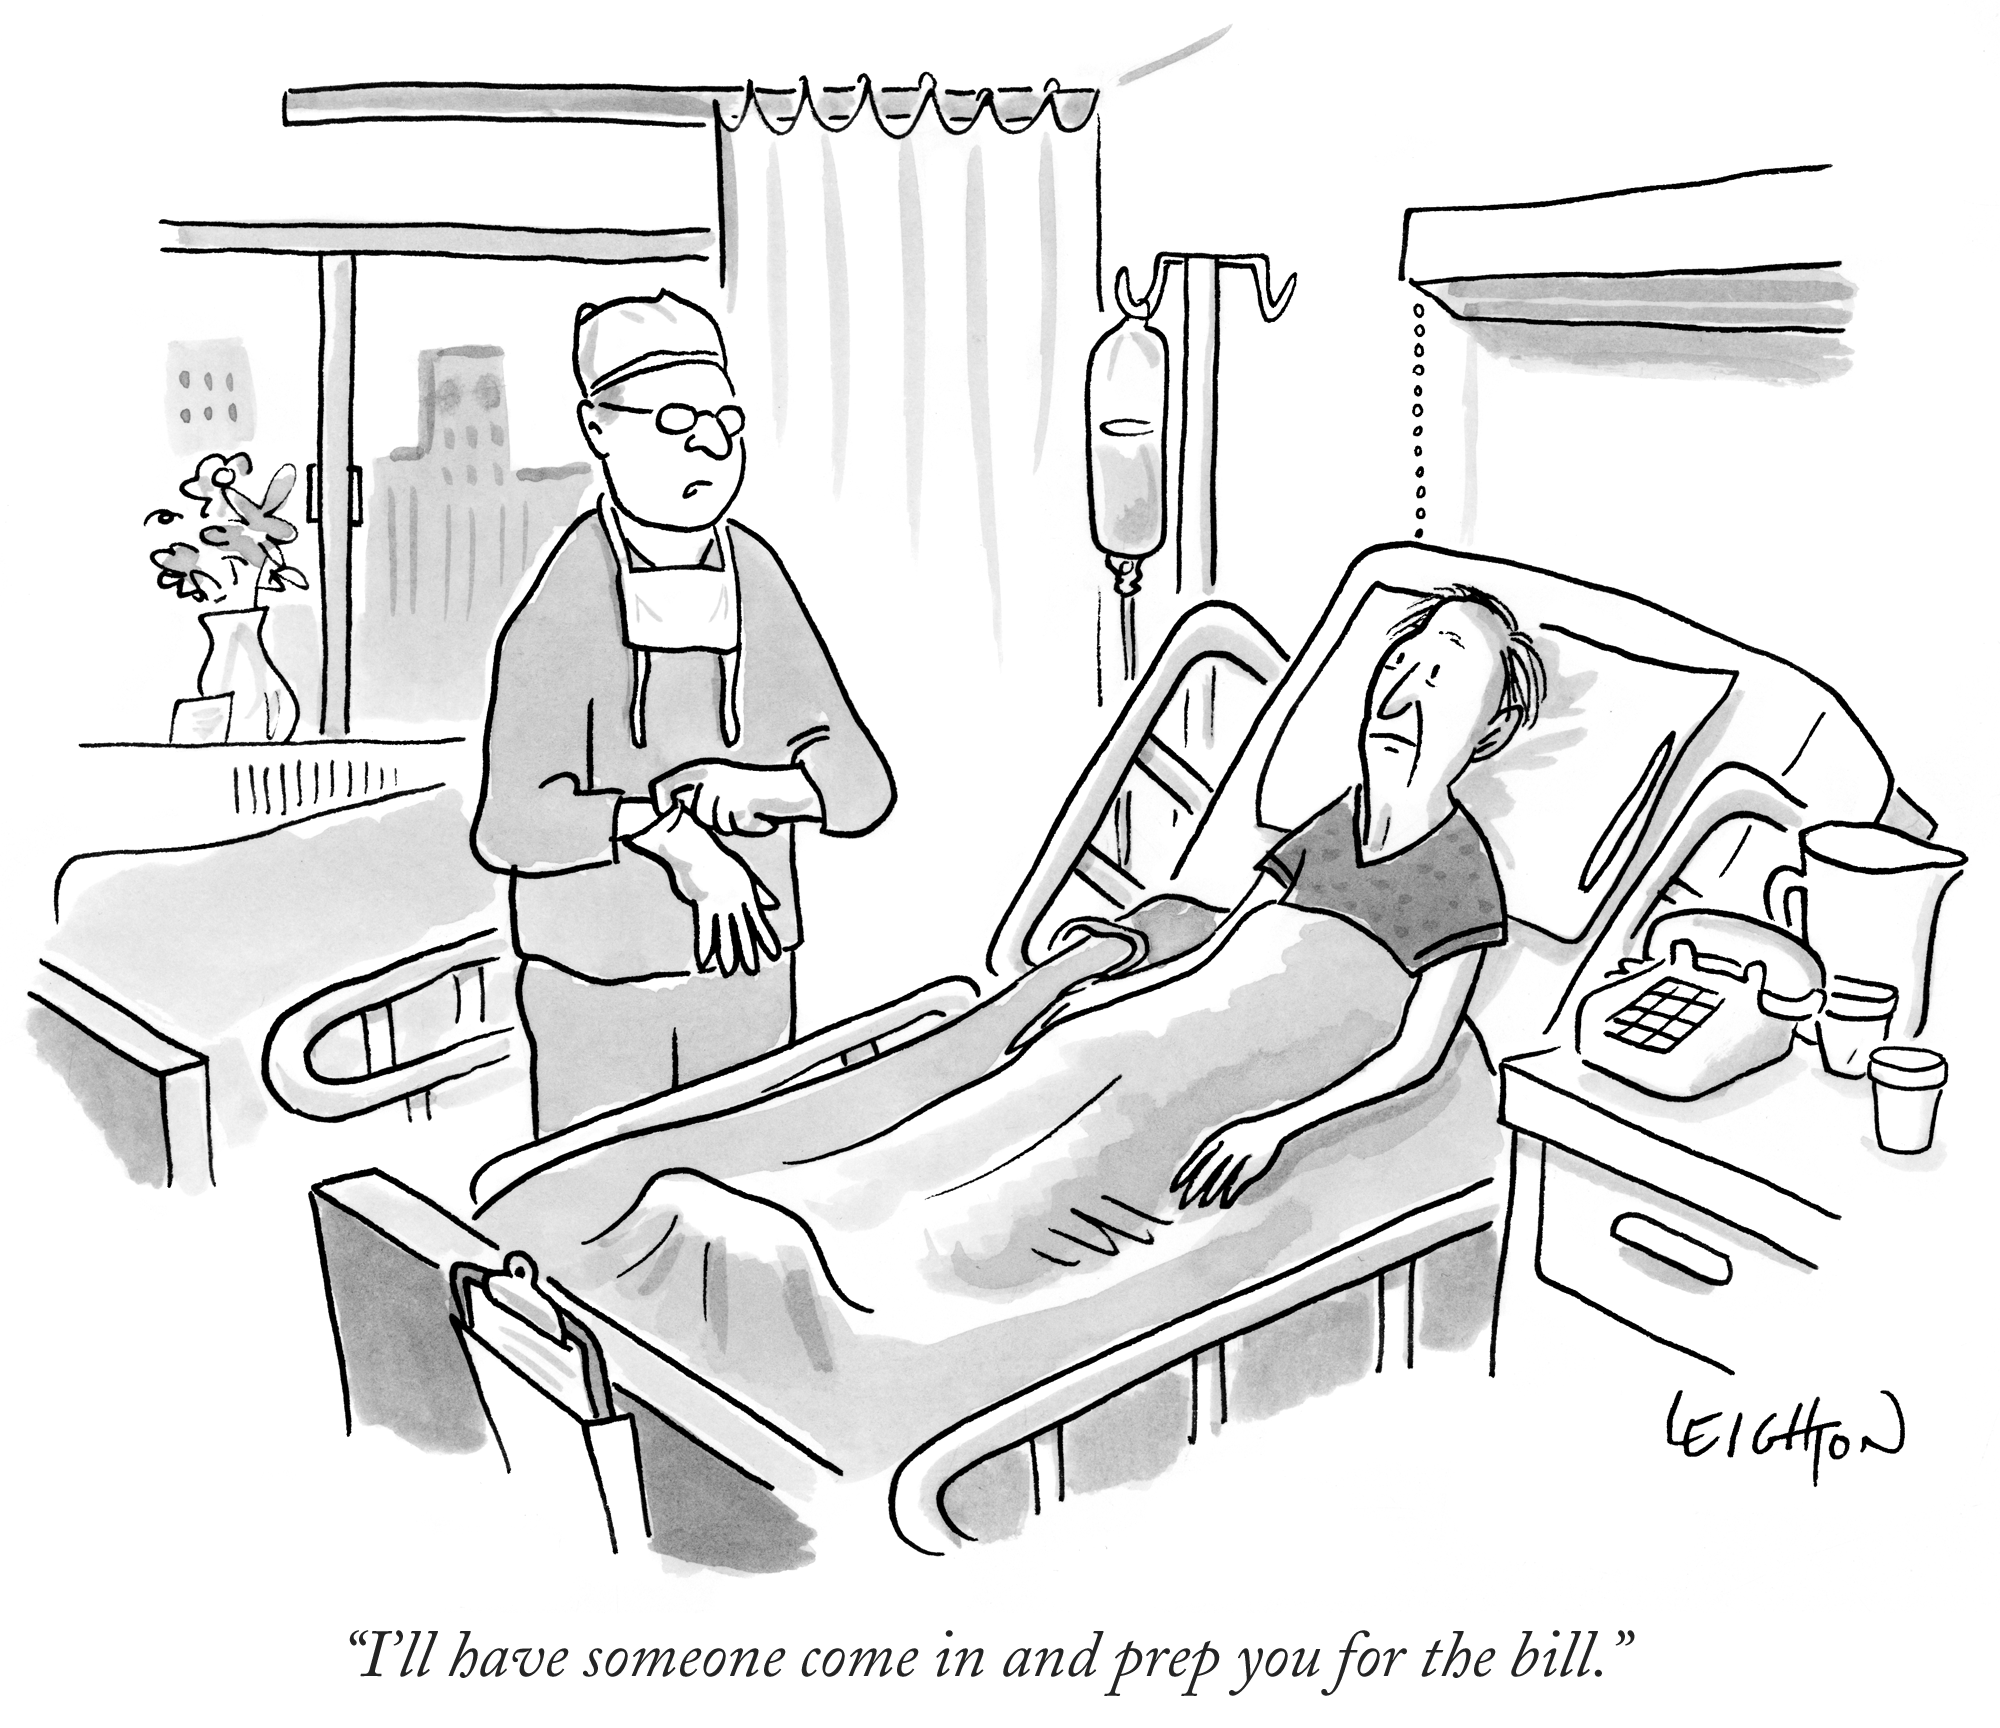 LEIGHTON
“I’ll have someone come in and prep you for the bill.”